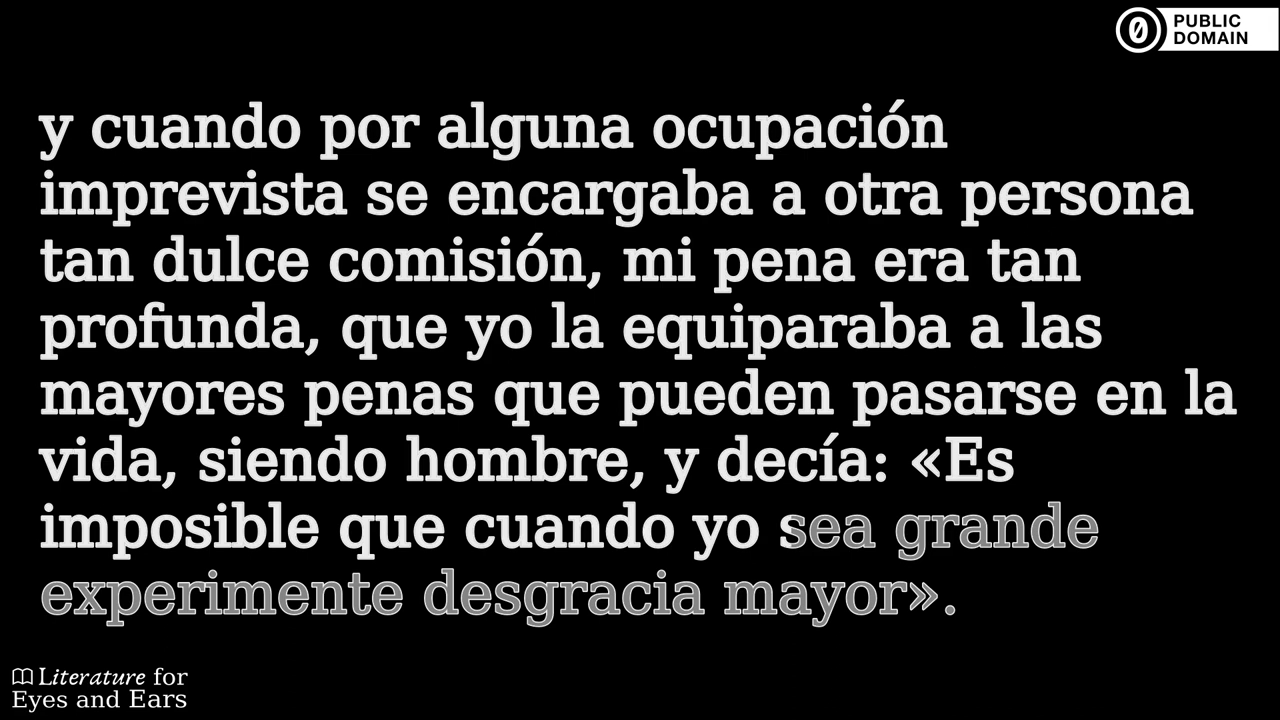 PUBLIC
DOMAIN
y cuando por alguna ocupación
imprevista se encargaba a otra persona
tan dulce comisión, mi pena era tan
profunda, que yo la equiparaba a las
mayores penas que pueden pasarse en la
vida, siendo hombre, y decía: «Es
imposible que cuando yo sea grande
experimente desgracia mayor».
Literature for
Eyes and Ears